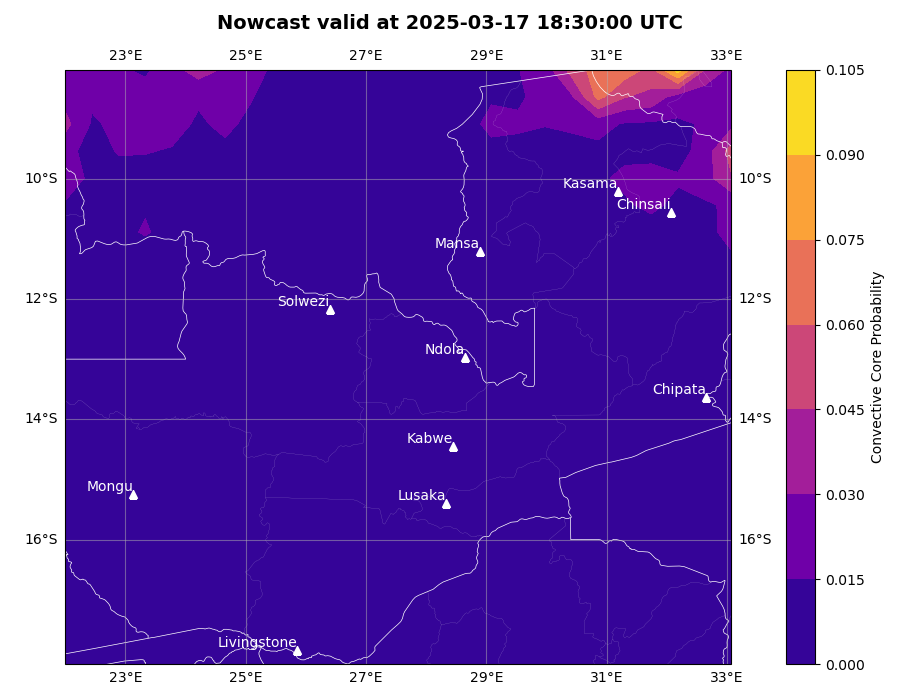 Nowcast valid at 2025-03-17 18:30:00 UTC
23°E 25°E 27°E 29°E 31°E 33°E
0.105
0.090
10°S 10°S
Kasama
Chinsali
0.075
Mansa
12°S 12°S
Solwezi
0.060
Ndola
Chipata
0.045
14°S 14°S
Kabwe
Mongu
Lusaka
0.030
16°S 16°S
0.015
Livingstone
0.000
23°E 25°E 27°E 29°E 31°E 33°E
Convective Core Probability